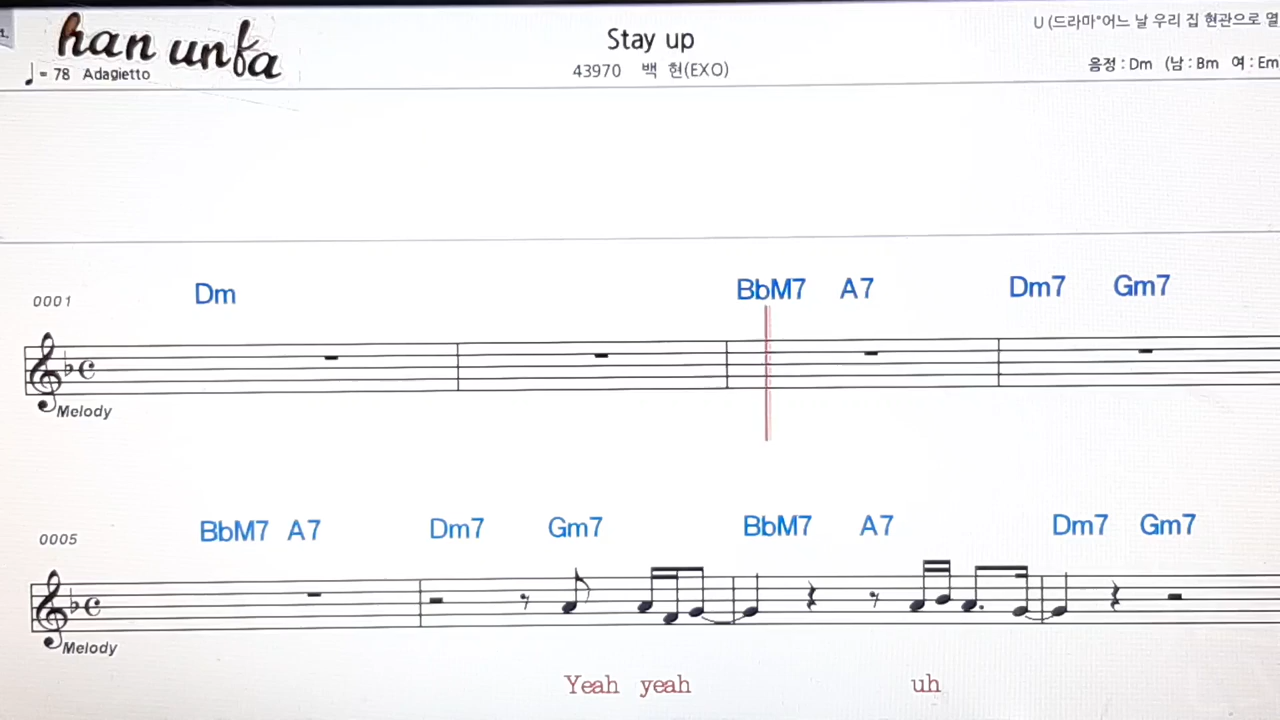 han unfa
♩= 78 Adagietto
Stay up
43970 백 현(EXO)
U (드라마"어느 날 우리 집 현관으로 열
음정 : Dm (남 : Bm 여 : Em
0001 Dm BbM7 A7 Dm7 Gm7
Melody
0005 BbM7 A7 Dm7 Gm7 BbM7 A7 Dm7 Gm7
Melody
Yeah yeah uh